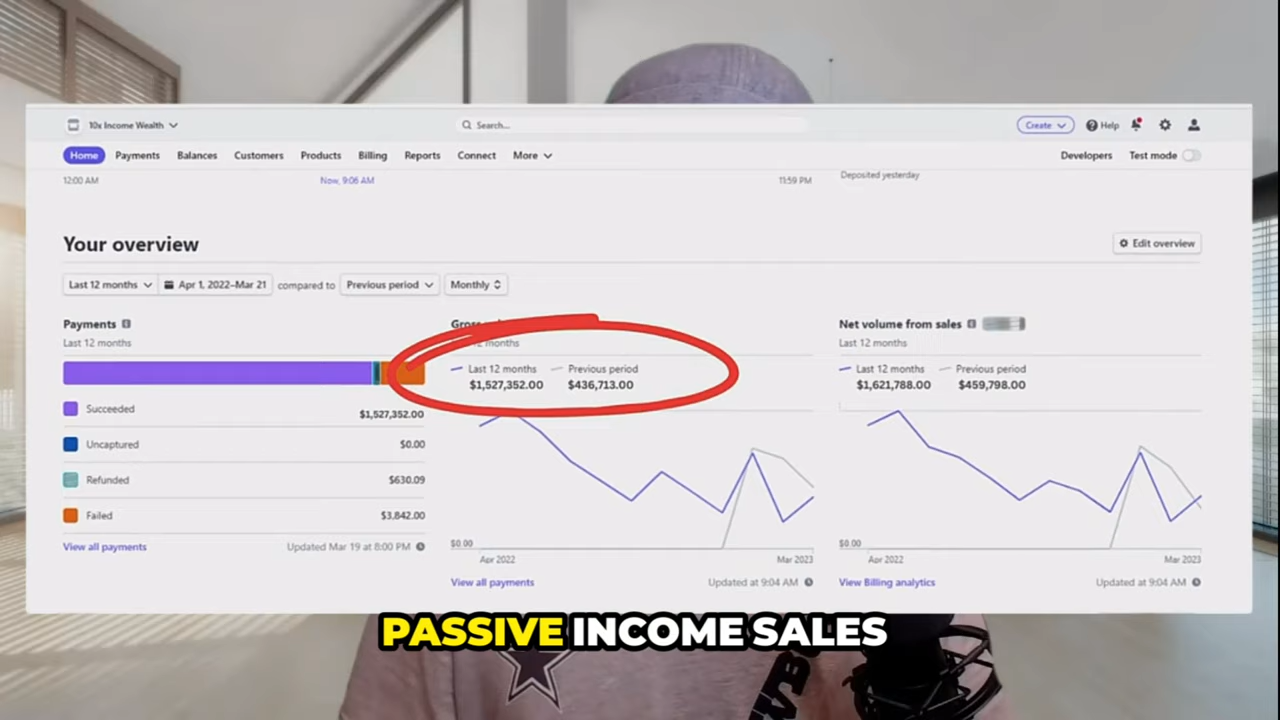 10x Income Wealth
Search...
Create
Help
Home Payments Balances Customers Products Billing Reports Connect More
Developers Test mode
12:00 AM Now, 9:06 AM 11:59 PM
Deposited yesterday
Your overview
Edit overview
Last 12 months Apr 1, 2022–Mar 21 compared to Previous period Monthly
Payments
Last 12 months
Succeeded $1,527,352.00
Uncaptured $0.00
Refunded $630.09
Failed $3,842.00
View all payments Updated Mar 19 at 8:00 PM
Gross
months
Last 12 months Previous period
$1,527,352.00 $436,713.00
$0.00
Apr 2022 Mar 2023
View all payments Updated at 9:04 AM
Net volume from sales
Last 12 months
Last 12 months Previous period
$1,621,788.00 $459,798.00
$0.00
Apr 2022 Mar 2023
View Billing analytics Updated at 9:04 AM
PASSIVE INCOME SALES